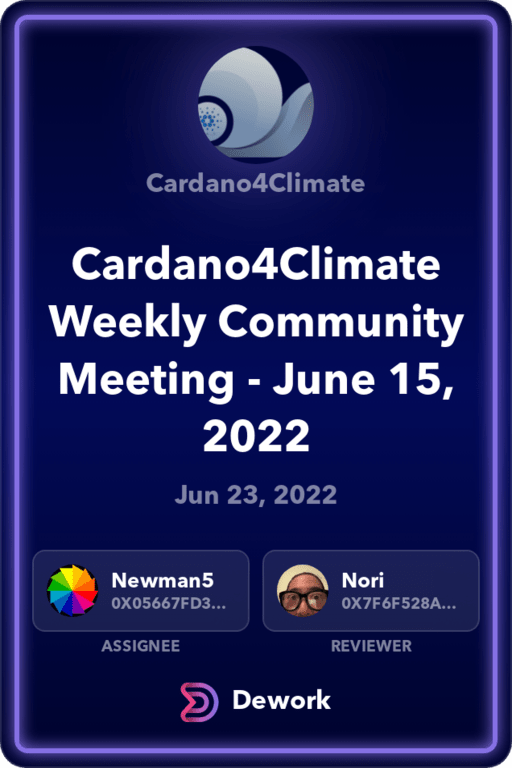 Cardano4Climate
Cardano4Climate
Weekly Community
Meeting - June 15,
2022
Jun 23, 2022
Newman5
0X05667FD3...
ASSIGNEE
Nori
0X7F6F528A...
REVIEWER
Dework